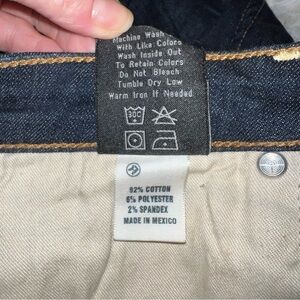 Machine Wash
With Like Colors
Wash Inside Out
To Retain Colors
Do Not Bleach
Tumble Dry Low
Warm Iron If Needed
30C
92% COTTON
6% POLYESTER
2% SPANDEX
MADE IN MEXICO